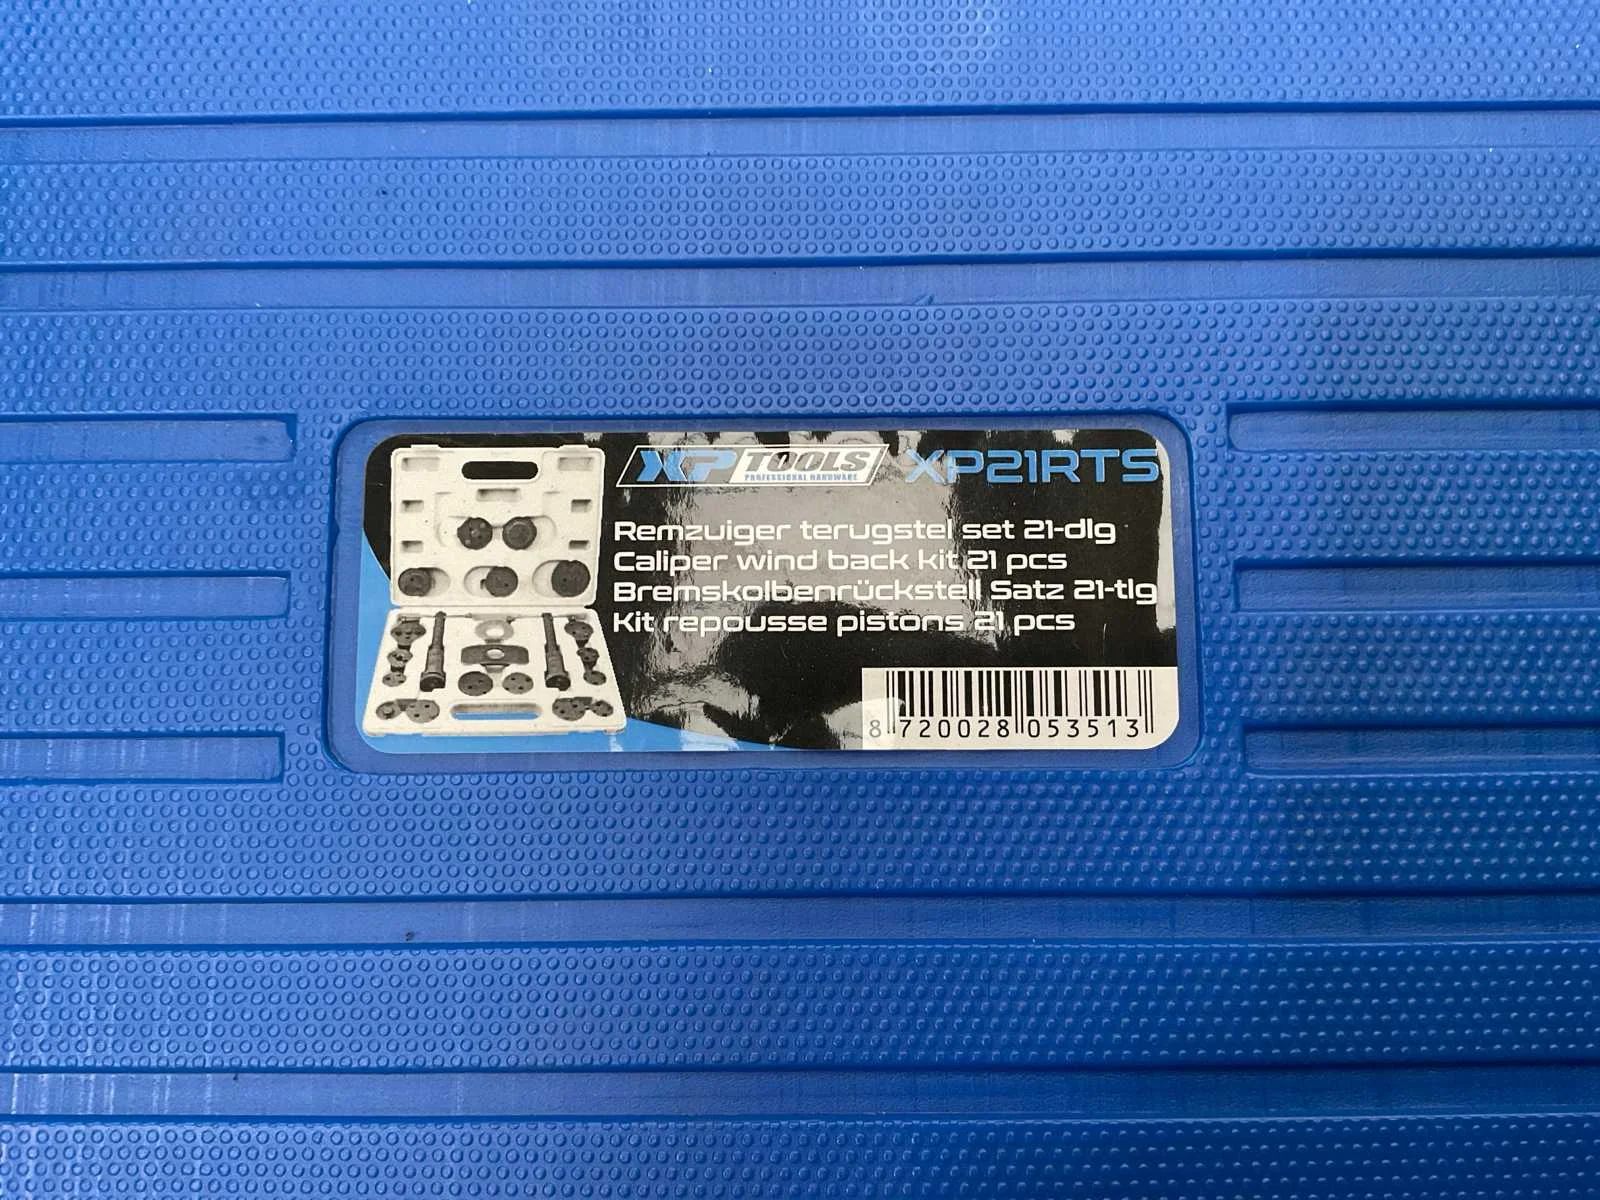 XP TOOLS XP21RTS
PROFESSIONAL HARDWARE
Remzuiger terugstel set 21-dlg
Caliper wind back kit 21 pcs
Bremskolbenrückstell Satz 21-tlg
Kit repousse pistons 21 pcs
8 720028 053513